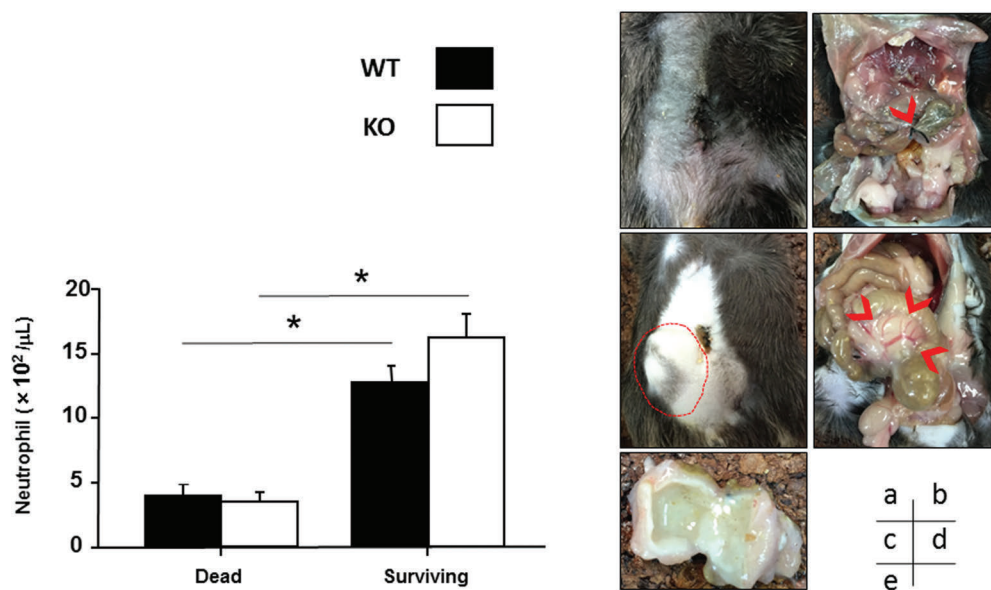 WT
KO
*
*
20
15
10
5
0
Neutrophil (× 10² /µL)
Dead Surviving
a b
c d
e